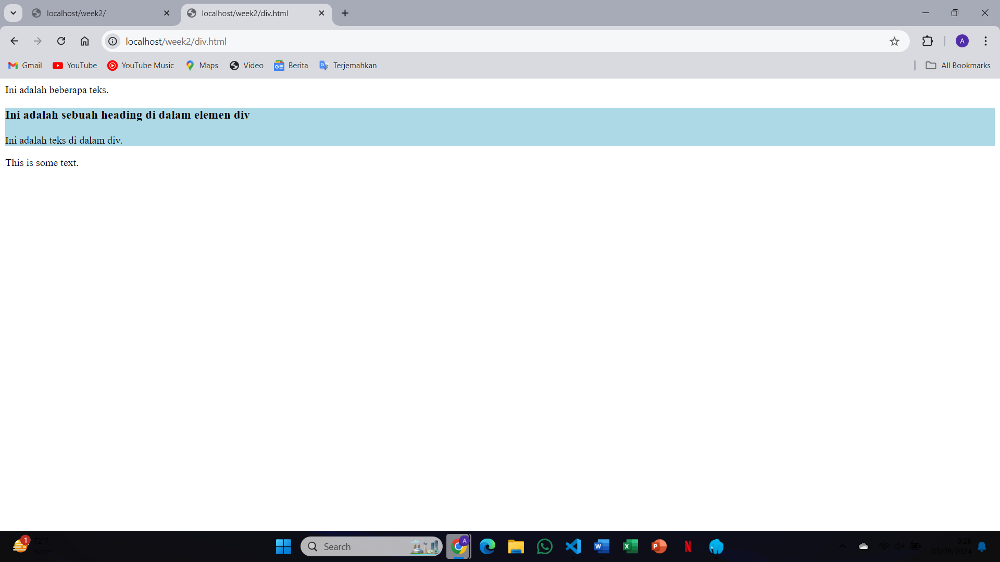 localhost/week2/
localhost/week2/div.html
localhost/week2/div.html
A
Gmail
YouTube
YouTube Music
Maps
Video
Berita
Terjemahkan
All Bookmarks
Ini adalah beberapa teks.
Ini adalah sebuah heading di dalam elemen div
Ini adalah teks di dalam div.
This is some text.
1
72°F
Haze
Search
A
8:26
05/09/2024